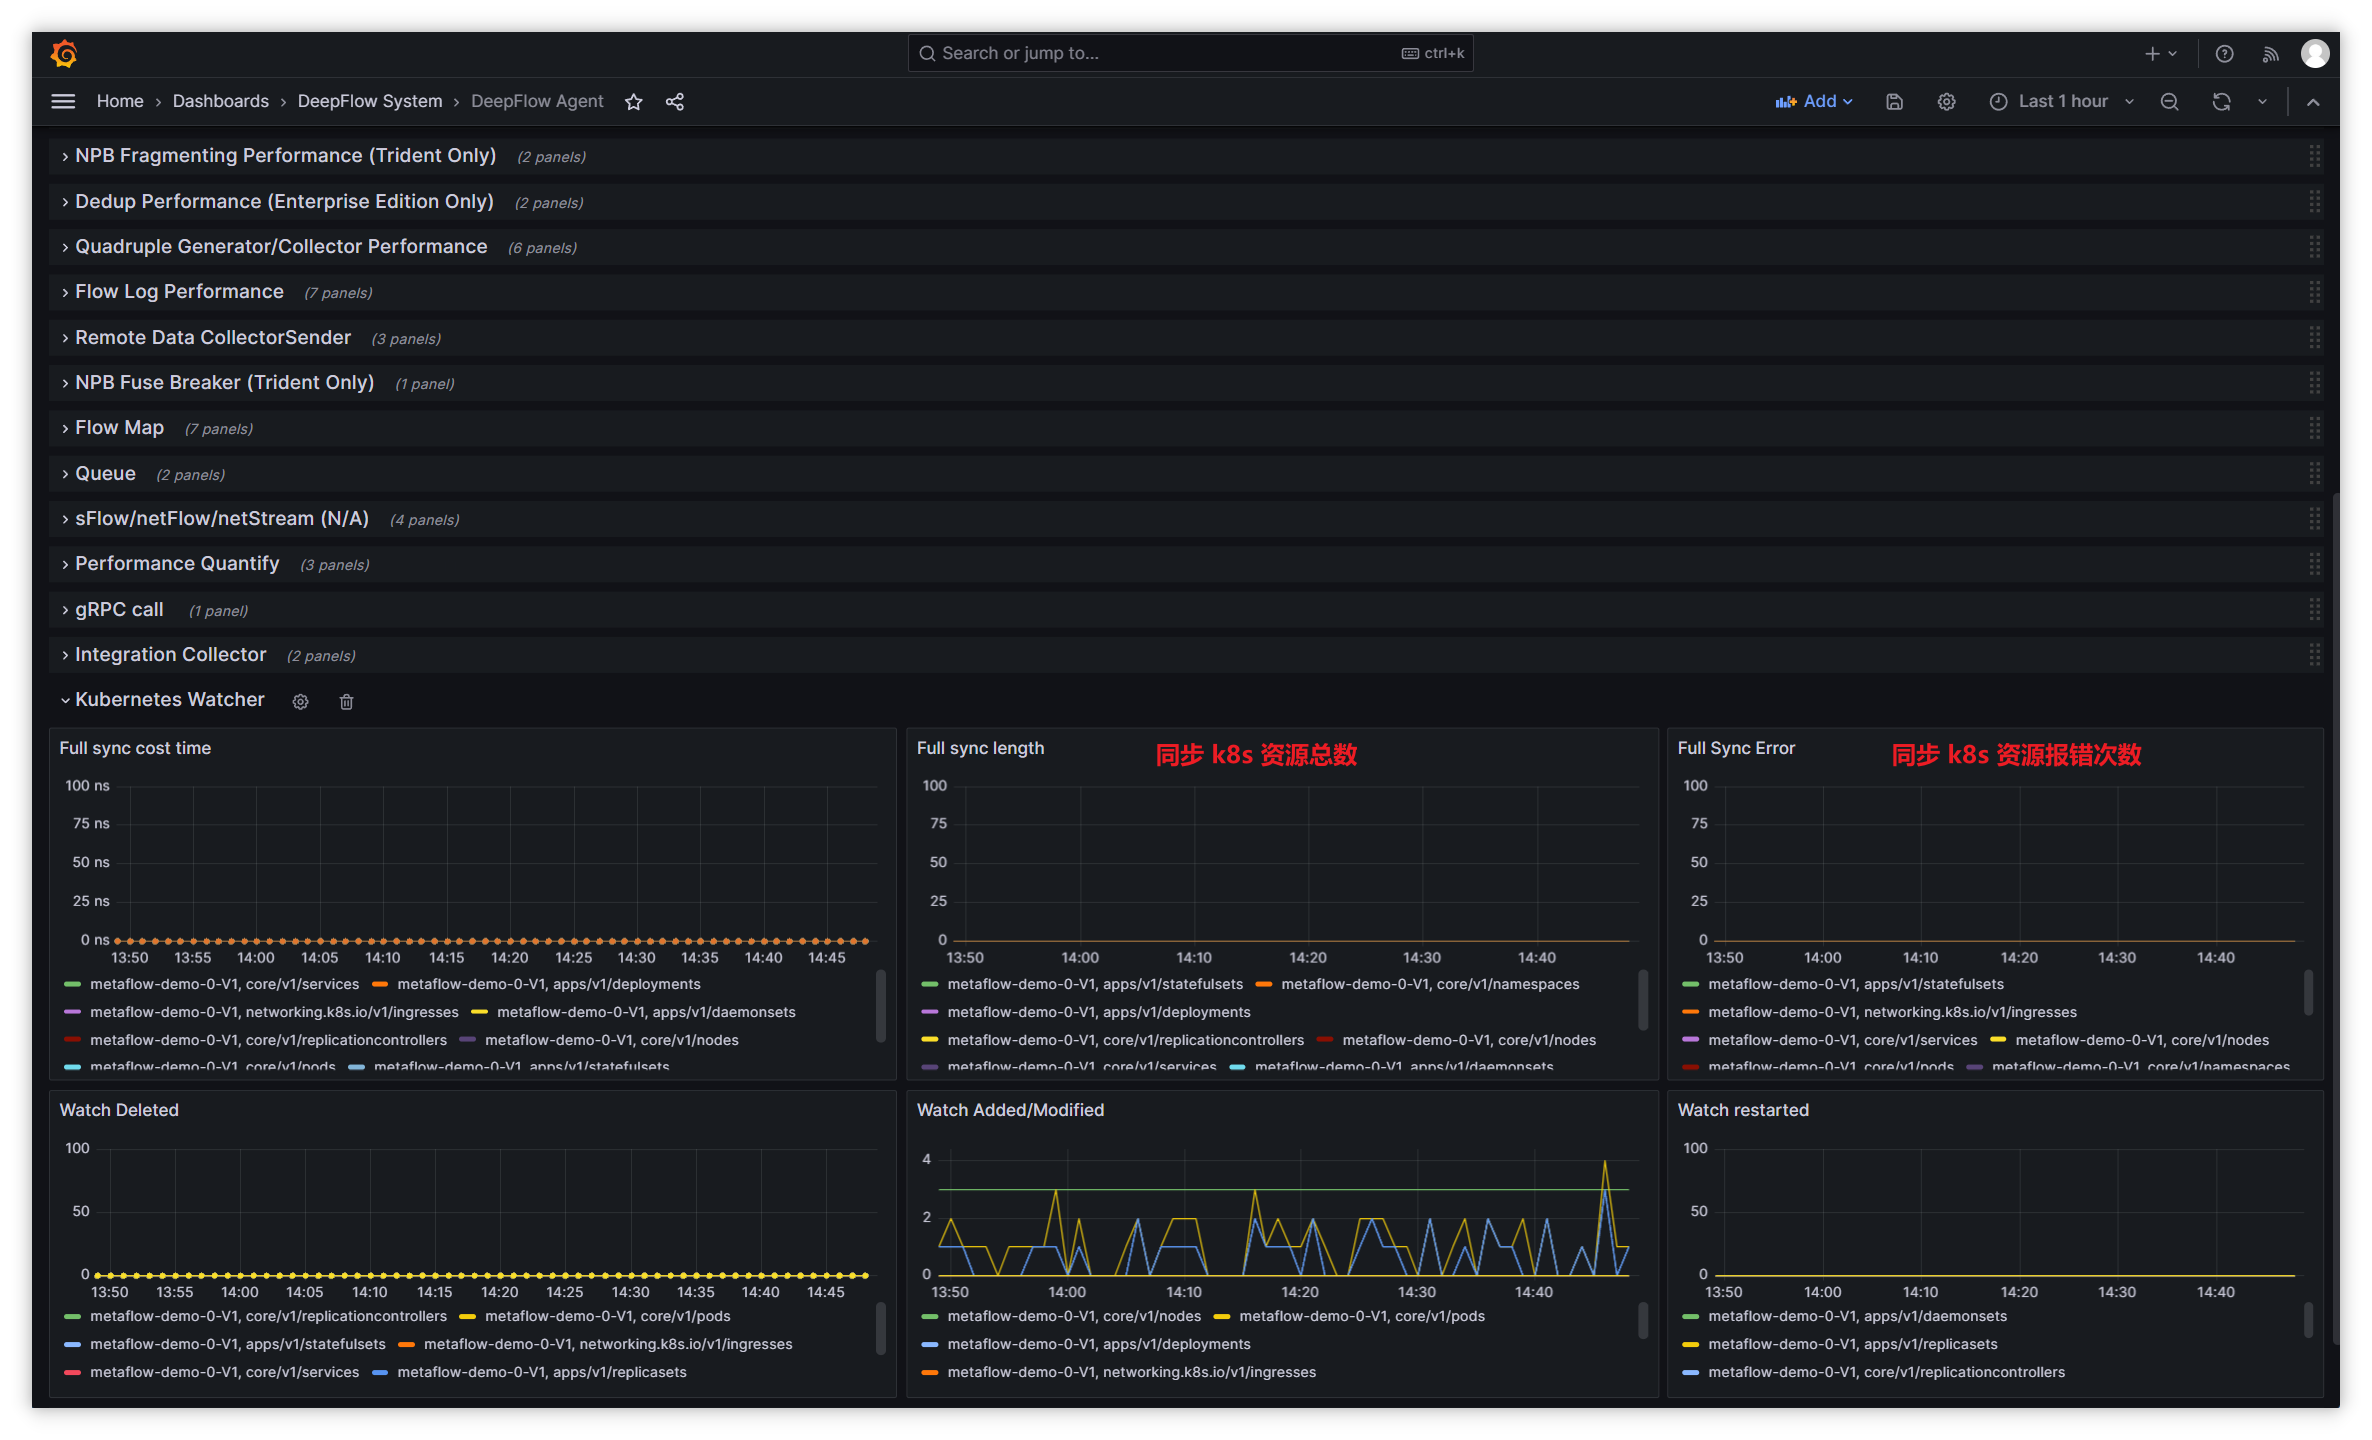 Search or jump to... ctrl+k
Home › Dashboards › DeepFlow System › DeepFlow Agent Add Last 1 hour
NPB Fragmenting Performance (Trident Only) (2 panels)
Dedup Performance (Enterprise Edition Only) (2 panels)
Quadruple Generator/Collector Performance (6 panels)
Flow Log Performance (7 panels)
Remote Data CollectorSender (3 panels)
NPB Fuse Breaker (Trident Only) (1 panel)
Flow Map (7 panels)
Queue (2 panels)
sFlow/netFlow/netStream (N/A) (4 panels)
Performance Quantify (3 panels)
gRPC call (1 panel)
Integration Collector (2 panels)
Kubernetes Watcher
Full sync cost time
100 ns
75 ns
50 ns
25 ns
0 ns
13:50 13:55 14:00 14:05 14:10 14:15 14:20 14:25 14:30 14:35 14:40 14:45
metaflow-demo-0-V1, core/v1/services metaflow-demo-0-V1, apps/v1/deployments
metaflow-demo-0-V1, networking.k8s.io/v1/ingresses metaflow-demo-0-V1, apps/v1/daemonsets
metaflow-demo-0-V1, core/v1/replicationcontrollers metaflow-demo-0-V1, core/v1/nodes
metaflow-demo-0-V1, core/v1/pods metaflow-demo-0-V1, apps/v1/statefulsets
Full sync length 同步 k8s 资源总数
100
75
50
25
0
13:50 14:00 14:10 14:20 14:30 14:40
metaflow-demo-0-V1, apps/v1/statefulsets metaflow-demo-0-V1, core/v1/namespaces
metaflow-demo-0-V1, apps/v1/deployments
metaflow-demo-0-V1, core/v1/replicationcontrollers metaflow-demo-0-V1, core/v1/nodes
metaflow-demo-0-V1, core/v1/services metaflow-demo-0-V1, apps/v1/daemonsets
Full Sync Error 同步 k8s 资源报错次数
100
75
50
25
0
13:50 14:00 14:10 14:20 14:30 14:40
metaflow-demo-0-V1, apps/v1/statefulsets
metaflow-demo-0-V1, networking.k8s.io/v1/ingresses
metaflow-demo-0-V1, core/v1/services metaflow-demo-0-V1, core/v1/nodes
metaflow-demo-0-V1, core/v1/pods metaflow-demo-0-V1, core/v1/namespaces
Watch Deleted
100
50
0
13:50 13:55 14:00 14:05 14:10 14:15 14:20 14:25 14:30 14:35 14:40 14:45
metaflow-demo-0-V1, core/v1/replicationcontrollers metaflow-demo-0-V1, core/v1/pods
metaflow-demo-0-V1, apps/v1/statefulsets metaflow-demo-0-V1, networking.k8s.io/v1/ingresses
metaflow-demo-0-V1, core/v1/services metaflow-demo-0-V1, apps/v1/replicasets
Watch Added/Modified
4
2
0
13:50 14:00 14:10 14:20 14:30 14:40
metaflow-demo-0-V1, core/v1/nodes metaflow-demo-0-V1, core/v1/pods
metaflow-demo-0-V1, apps/v1/deployments
metaflow-demo-0-V1, networking.k8s.io/v1/ingresses
Watch restarted
100
50
0
13:50 14:00 14:10 14:20 14:30 14:40
metaflow-demo-0-V1, apps/v1/daemonsets
metaflow-demo-0-V1, apps/v1/replicasets
metaflow-demo-0-V1, core/v1/replicationcontrollers